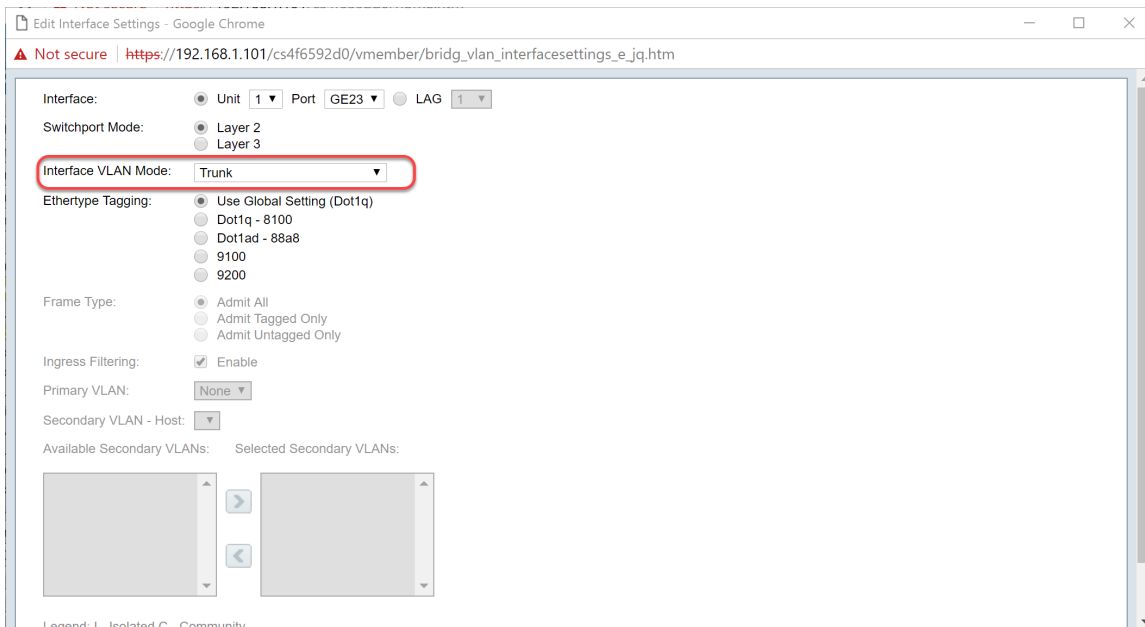 Edit Interface Settings - Google Chrome
Not secure https://192.168.1.101/cs4f6592d0/vmember/bridg_vlan_interfacesettings_e_jq.htm
Interface: Unit 1 Port GE23 LAG 1
Switchport Mode: Layer 2
Layer 3
Interface VLAN Mode: Trunk
Ethertype Tagging: Use Global Setting (Dot1q)
Dot1q - 8100
Dot1ad - 88a8
9100
9200
Frame Type: Admit All
Admit Tagged Only
Admit Untagged Only
Ingress Filtering: Enable
Primary VLAN: None
Secondary VLAN - Host:
Available Secondary VLANs: Selected Secondary VLANs:
Legend: I - Isolated C - Community